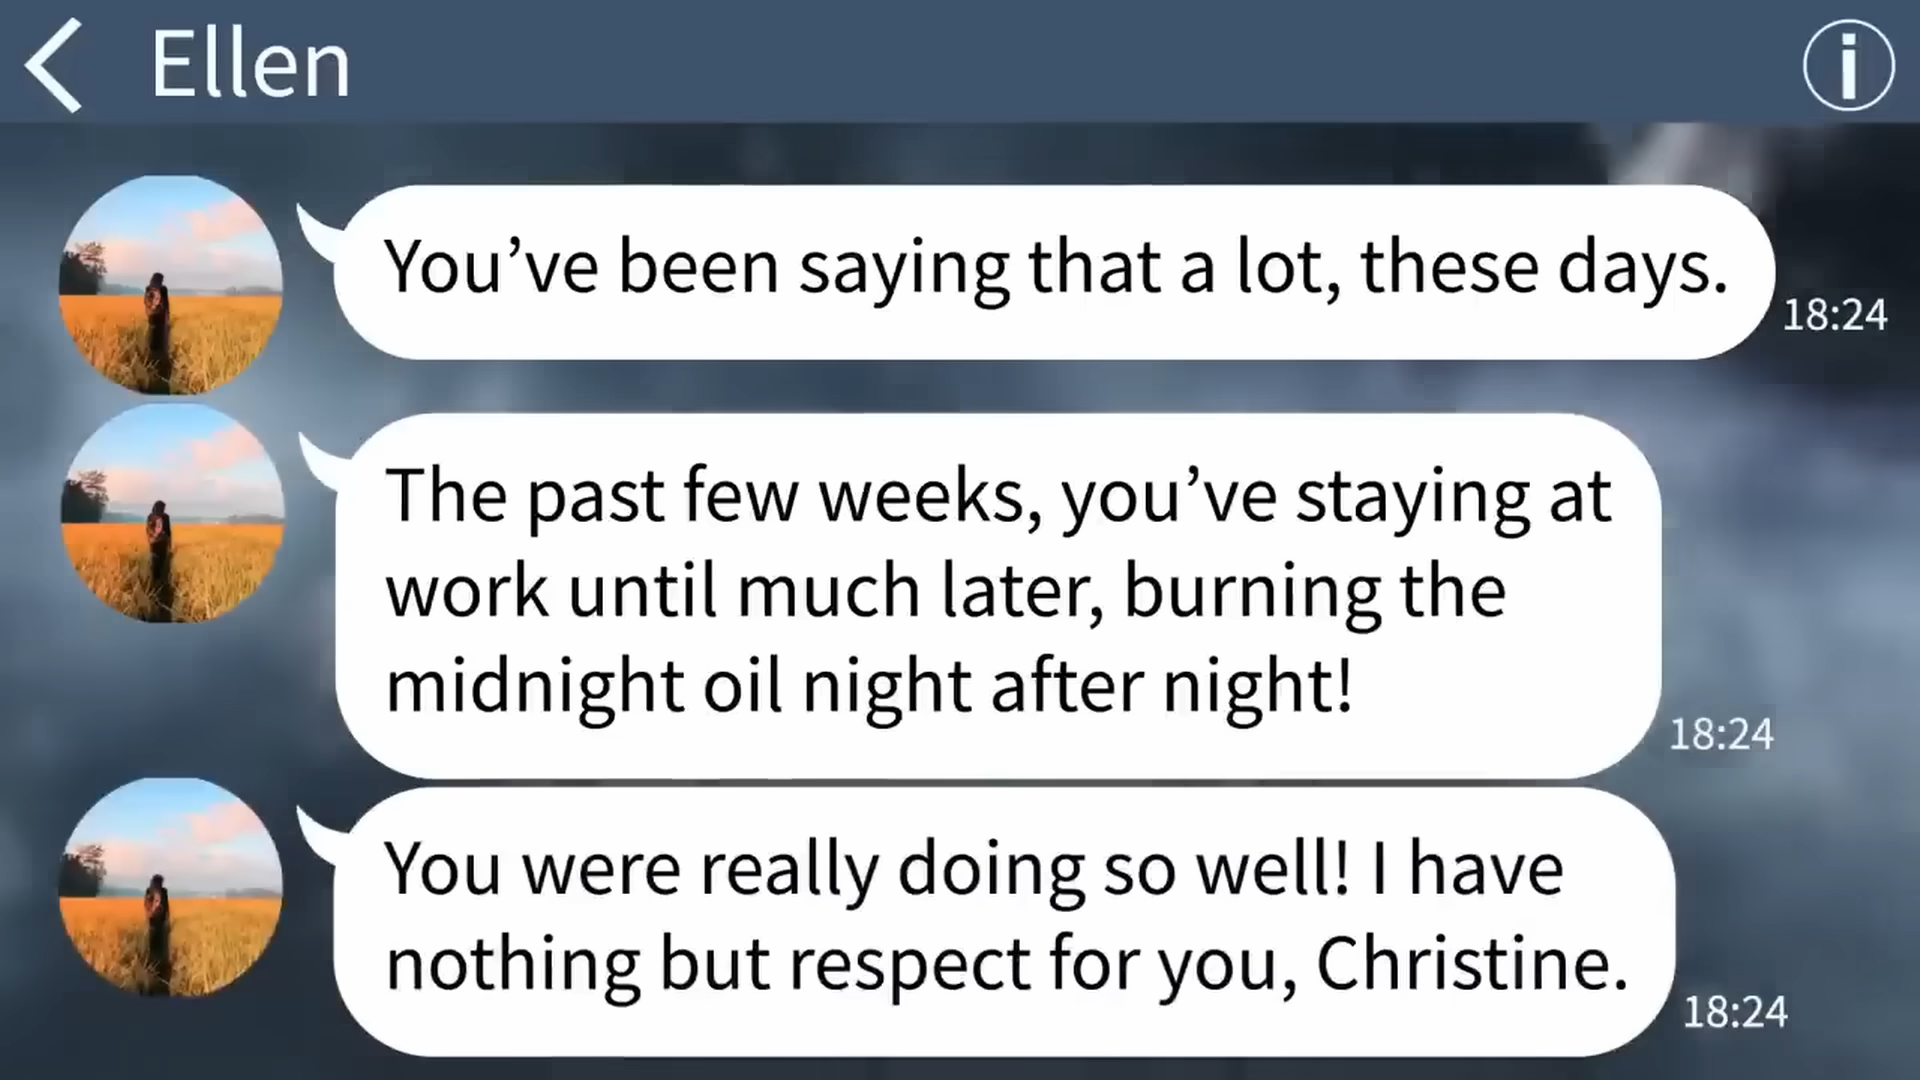 Ellen
You’ve been saying that a lot, these days.
18:24
The past few weeks, you’ve staying at
work until much later, burning the
midnight oil night after night!
18:24
You were really doing so well! I have
nothing but respect for you, Christine.
18:24